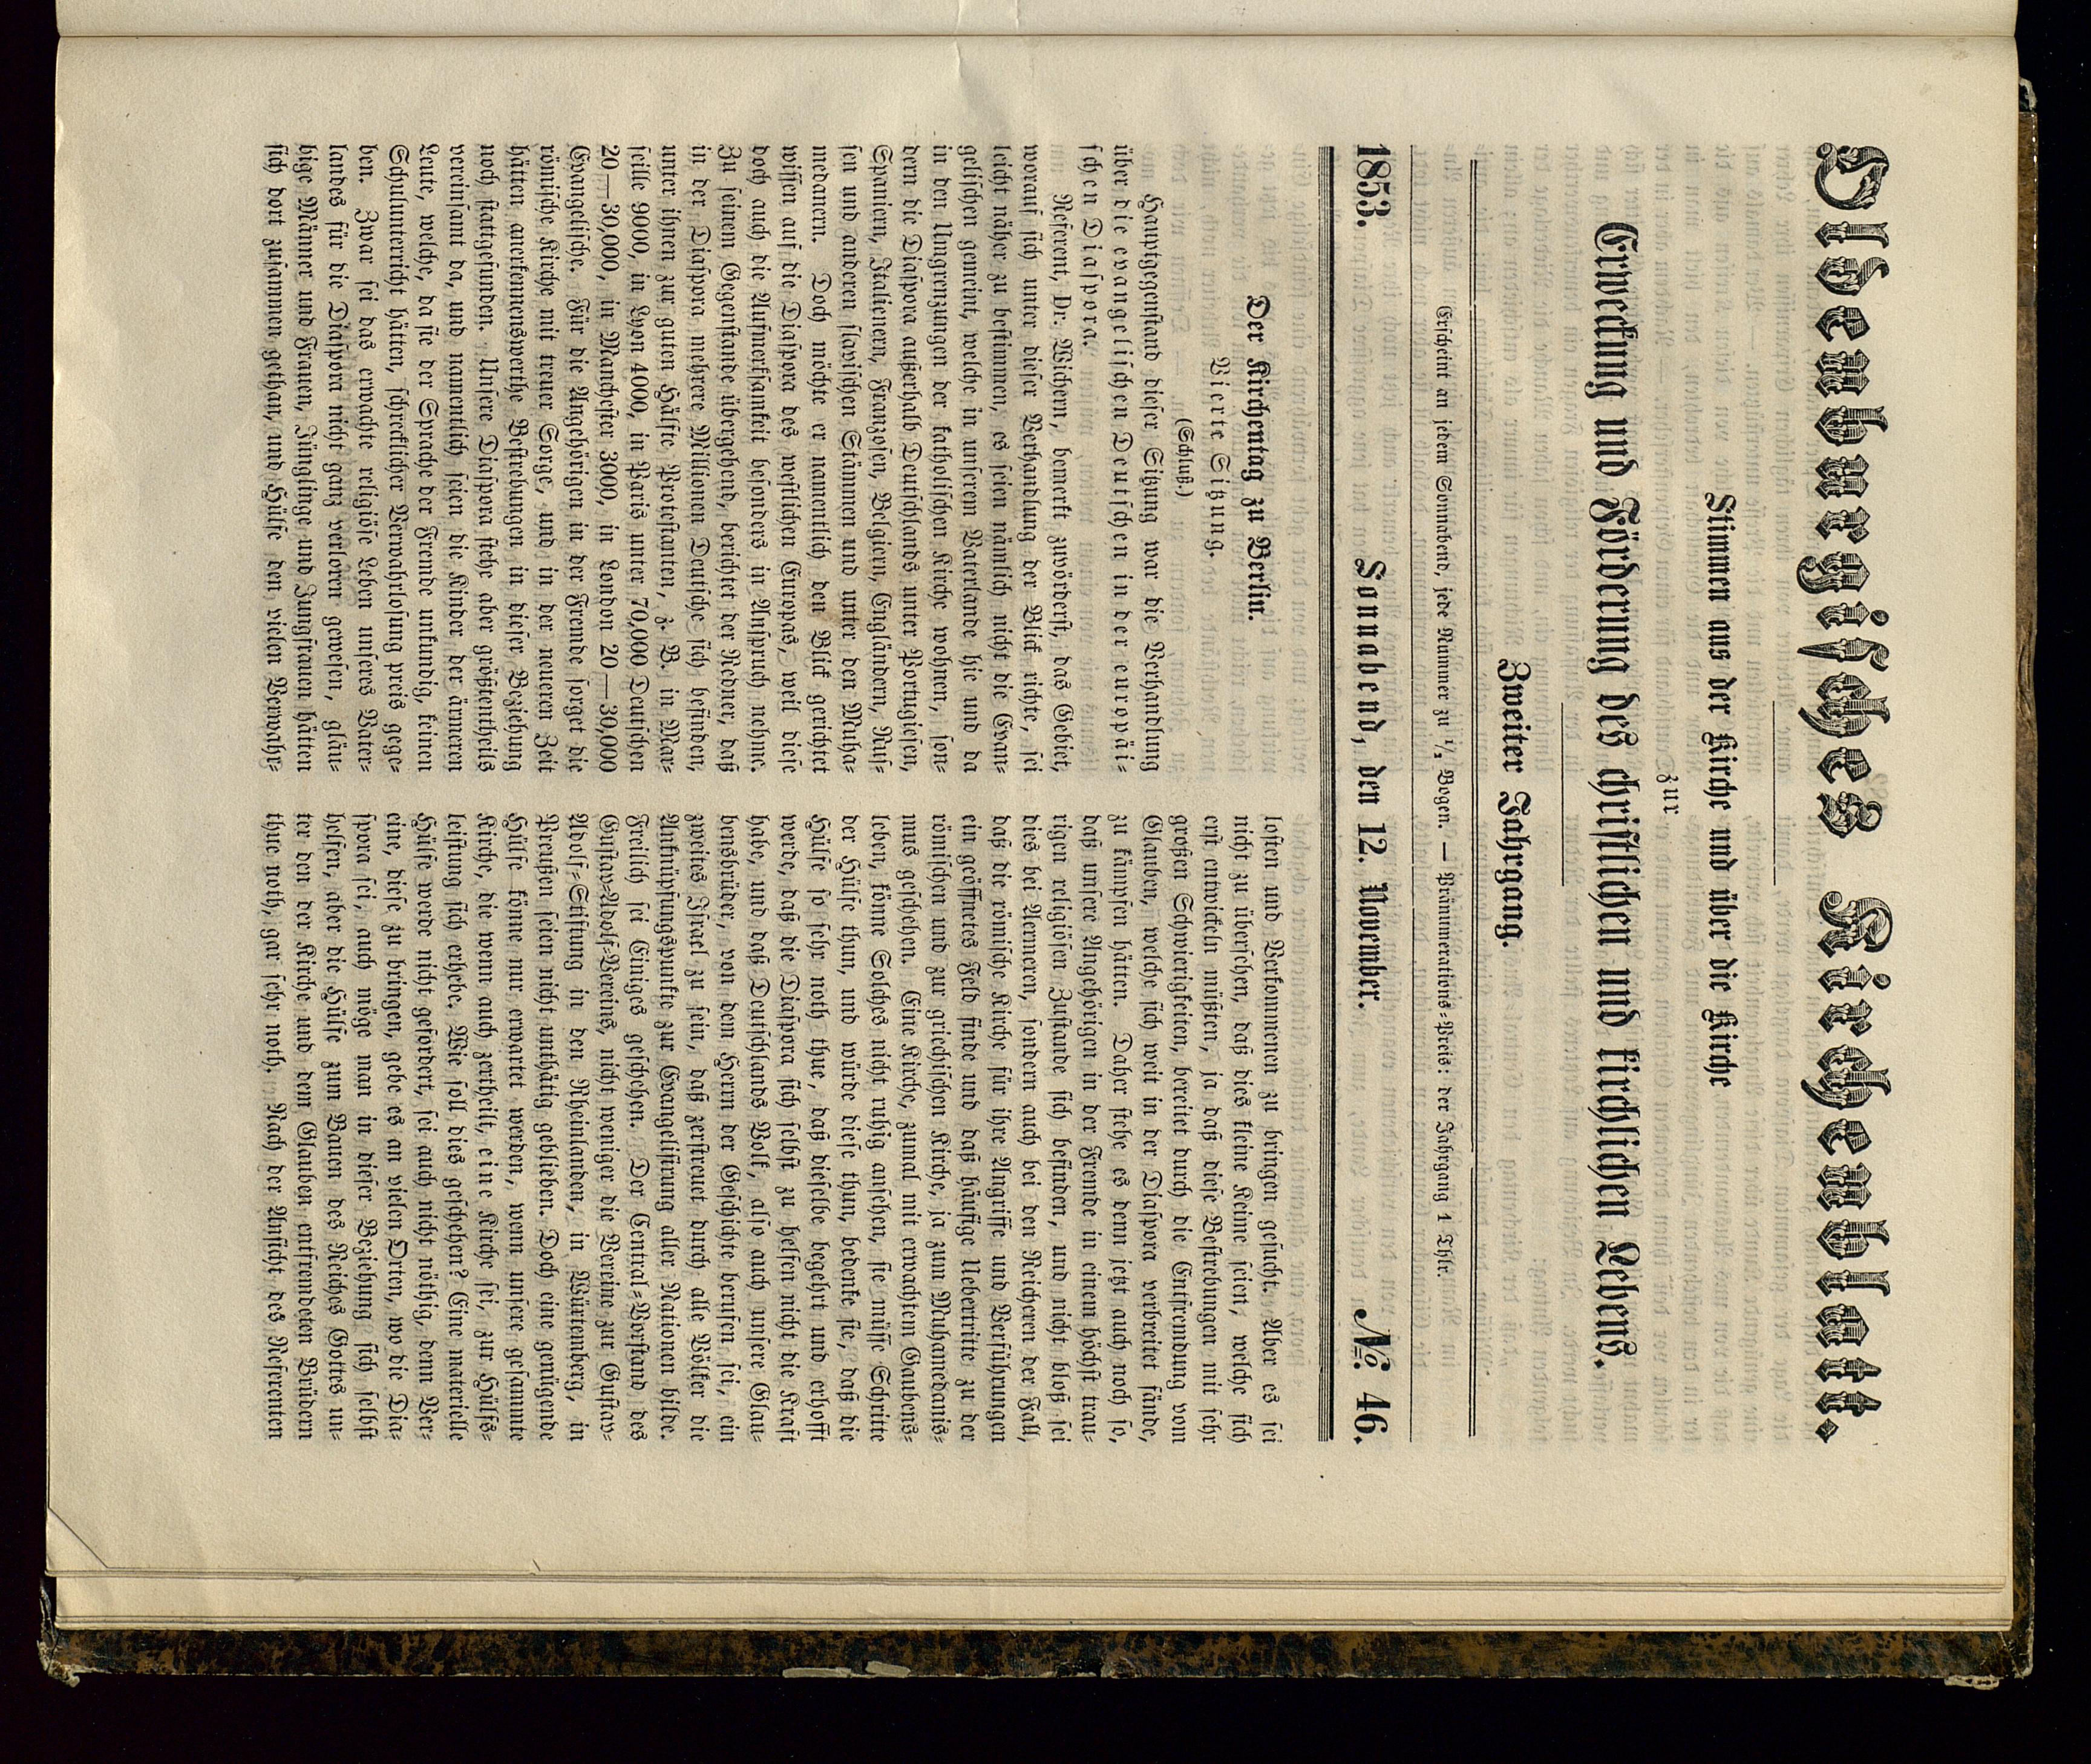 Oldenburgisches Kirchenblatt.
Stimmen aus der Kirche und über die Kirche
zur
Erweckung und Förderung des christlichen und kirchlichen Lebens.
Zweiter Jahrgang.
Erscheint an jedem Sonnabend, jede Nummer zu ½ Bogen. — Pränumerations-Preis: der Jahrgang 1 Thlr.
1853. Sonnabend, den 12. November. No. 46.
Der Kirchentag zu Berlin.
Vierte Sitzung.
(Schluß.)
Hauptgegenstand dieser Sitzung war die Verhandlung
über die evangelischen Deutschen in der europäi-
schen Diaspora.
Referent, Dr. Wichern, bemerkt zuvörderst, das Gebiet,
worauf sich unter dieser Verhandlung der Blick richte, sei
leicht näher zu bestimmen, es seien nämlich nicht die Evan-
gelischen gemeint, welche in unserem Vaterlande hie und da
in den Umgrenzungen der katholischen Kirche wohnen, son-
dern die Diaspora außerhalb Deutschlands unter Portugiesen,
Spaniern, Italienern, Franzosen, Belgiern, Engländern, Rus-
sen und anderen slavischen Stämmen und unter den Muha-
medanern. Doch möchte er namentlich den Blick gerichtet
wissen auf die Diaspora des westlichen Europas, weil diese
doch auch die Aufmerksamkeit besonders in Anspruch nehme.
Zu seinem Gegenstande übergehend, berichtet der Redner, daß
in der Diaspora mehrere Millionen Deutsche sich befinden,
unter ihnen zur guten Hälfte Protestanten, z. B. in Mar-
seille 9000, in Lyon 4000, in Paris unter 70,000 Deutschen
20—30,000, in Manchester 3000, in London 20—30,000
Evangelische. Für die Angehörigen in der Fremde sorget die
römische Kirche mit treuer Sorge, und in der neueren Zeit
hätten anerkennenswerthe Bestrebungen in dieser Beziehung
noch stattgefunden. Unsere Diaspora stehe aber größtentheils
vereinsamt da, und namentlich seien die Kinder der ärmeren
Leute, welche, da sie der Sprache der Fremde unkundig, keinen
Schulunterricht hätten, schrecklicher Verwahrlosung preis gege-
ben. Zwar sei das erwachte religiöse Leben unseres Vater-
landes für die Diaspora nicht ganz verloren gewesen, gläu-
bige Männer und Frauen, Jünglinge und Jungfrauen hätten
sich dort zusammen gethan, und Hülfe den vielen Verwahr-
losten und Verkommenen zu bringen gesucht. Aber es sei
nicht zu übersehen, daß dies kleine Keime seien, welche sich
erst entwickeln müßten, ja daß diese Bestrebungen mit sehr
großen Schwierigkeiten, bereitet durch die Entfremdung vom
Glauben, welche sich weit in der Diaspora verbreitet fände,
zu kämpfen hätten. Daher stehe es denn jetzt auch noch so,
daß unsere Angehörigen in der Fremde in einem höchst trau-
rigen religiösen Zustande sich befinden, und nicht bloß sei
dies bei Aermeren, sondern auch bei den Reicheren der Fall,
daß die römische Kirche für ihre Angriffe und Verführungen
ein geöffnetes Feld finde und daß häufige Uebertritte zu der
römischen und zur griechischen Kirche, ja zum Muhamedanis-
mus geschehen. Eine Kirche, zumal mit erwachtem Gaubens-
leben, könne Solches nicht ruhig ansehen, sie müsse Schritte
der Hülfe thun, und würde diese thun, bedenke sie, daß die
Hülfe so sehr noth thue, daß dieselbe begehrt und erhofft
werde, daß die Diaspora sich selbst zu helfen nicht die Kraft
habe, und daß Deutschlands Volk, also auch unsere Glau-
bensbrüder, von dem Herrn der Geschichte berufen sei, ein
zweites Israel zu sein, daß zerstreuet durch alle Völker die
Anknüpfungspunkte zur Evangelisirung aller Nationen bilde.
Freilich sei Einiges geschehen. Der Central-Vorstand des
Gustav-Adolf-Vereins, nicht weniger die Vereine zur Gustav-
Adolf-Stiftung in den Rheinlanden, in Würtemberg, in
Preußen seien nicht unthätig geblieben. Doch eine genügende
Hülfe könne nur erwartet werden, wenn unsere gesammte
Kirche, die wenn auch zertheilt, eine Kirche sei, zur Hülfs-
leistung sich erhebe. Wie soll dies geschehen? Eine materielle
Hülfe werde nicht gefordert, sei auch nicht nöthig, denn Ver-
eine, diese zu bringen, gebe es an vielen Orten, wo die Dia-
spora sei, auch möge man in dieser Beziehung sich selbst
helfen, aber die Hülfe zum Bauen des Reiches Gottes un-
ter den der Kirche und dem Glauben entfremdeten Brüdern
thue noth, gar sehr noth. Nach der Ansicht des Referenten